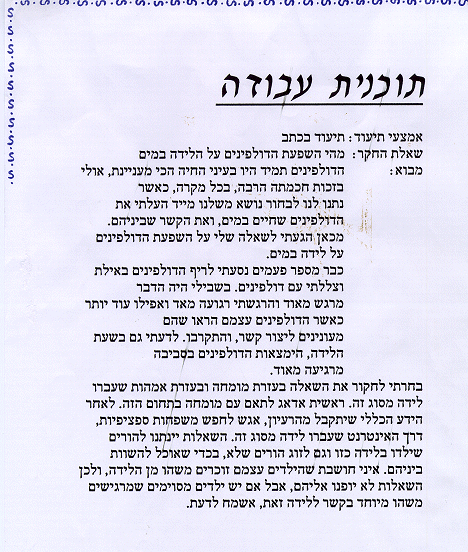 תוכנית עבודה
אמצעי תיעוד: תיעוד בכתב
שאלת החקר: מהי השפעת הדולפינים על הלידה במים
מבוא: הדולפינים תמיד היו בעיני החיה הכי מעניינת, אולי
בזכות חכמתה הרבה, בכל מקרה, כאשר
נתנו לנו לבחור נושא משלנו מייד העלתי את
הדולפינים שחיים במים, ואת הקשר שביניהם.
מכאן הגעתי לשאלה שלי על השפעת הדולפינים
על לידה במים.
כבר מספר פעמים נסעתי לריף הדולפינים באילת
וצללתי עם דולפינים. בשבילי היה הדבר
מרגש מאוד והרגשתי רגועה מאד ואפילו עוד יותר
כאשר הדולפינים עצמם הראו שהם
מעונינים ליצור קשר, והתקרבו. לדעתי גם בשעת
הלידה, הימצאות הדולפינים בסביבה
מרגיעה מאוד.
בחרתי לחקור את השאלה בעזרת מומחה ובעזרת אמהות שעברו
לידה מסוג זה. ראשית אדאג לתאם עם מומחה בתחום הזה. לאחר
הידע הכללי שיתקבל מהרעיון, אגש לחפש משפחות ספציפיות,
דרך האינטרנט שעברו לידה מסוג זה. השאלות יינתנו להורים
שילדו בלידה כזו וגם לזוג הורים שלא, בכדי שאוכל להשוות
ביניהם. איני חושבת שהילדים עצמם זוכרים משהו מן הלידה, ולכן
השאלות לא יופנו אליהם, אבל אם יש ילדים מסוימים שמרגישים
משהו מיוחד בקשר ללידה זאת, אשמח לדעת.